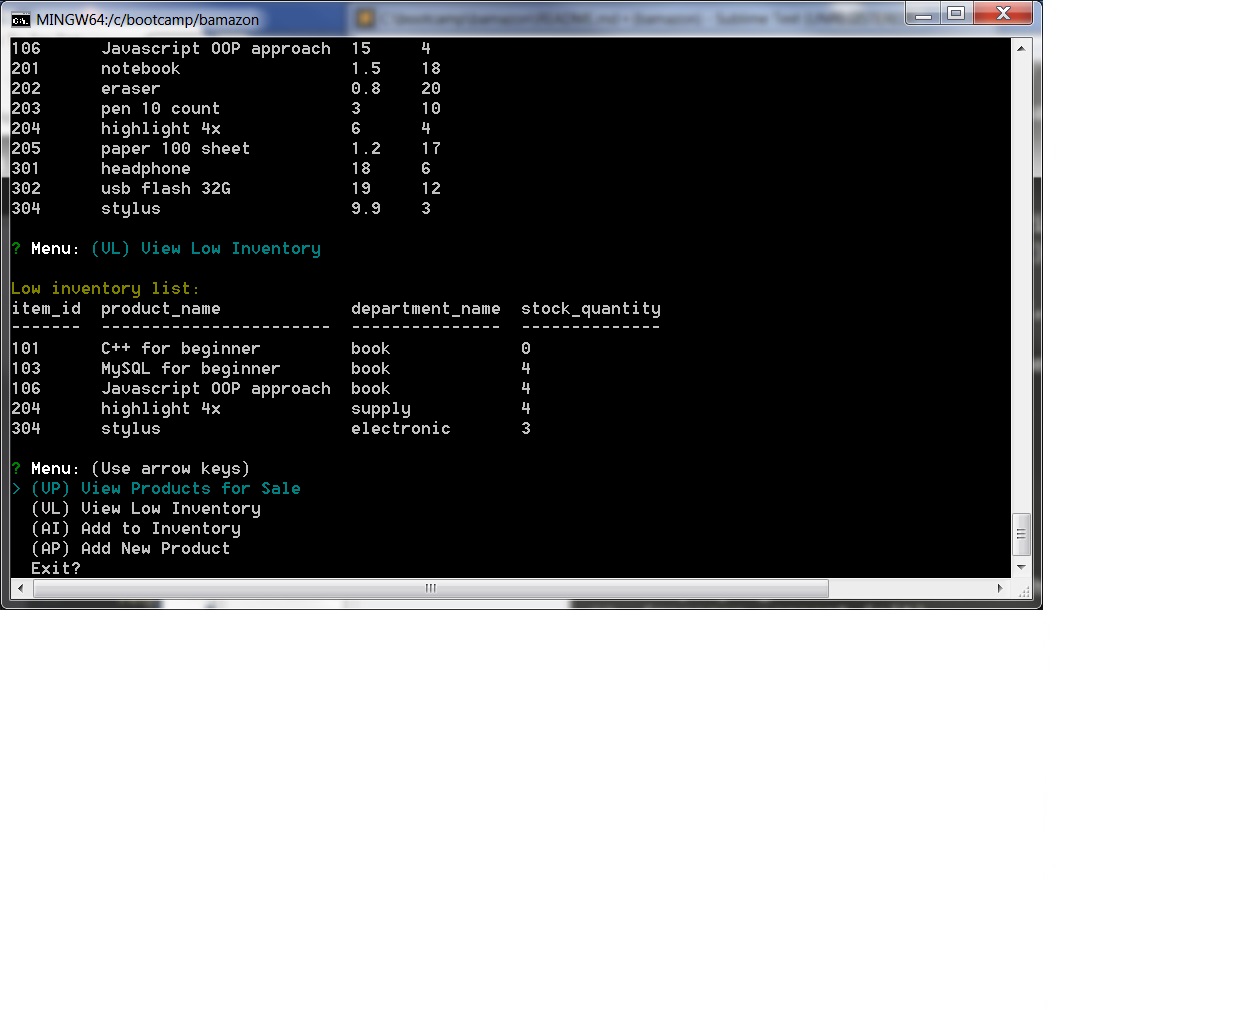 MINGW64:/c/bootcamp/bamazon
106 Javascript OOP approach 15 4
201 notebook 1.5 18
202 eraser 0.8 20
203 pen 10 count 3 10
204 highlight 4x 6 4
205 paper 100 sheet 1.2 17
301 headphone 18 6
302 usb flash 32G 19 12
304 stylus 9.9 3
? Menu: (VL) View Low Inventory
Low inventory list:
item_id product_name department_name stock_quantity
------- ----------------------- --------------- --------------
101 C++ for beginner book 0
103 MySQL for beginner book 4
106 Javascript OOP approach book 4
204 highlight 4x supply 4
304 stylus electronic 3
? Menu: (Use arrow keys)
> (VP) View Products for Sale
(VL) View Low Inventory
(AI) Add to Inventory
(AP) Add New Product
Exit?